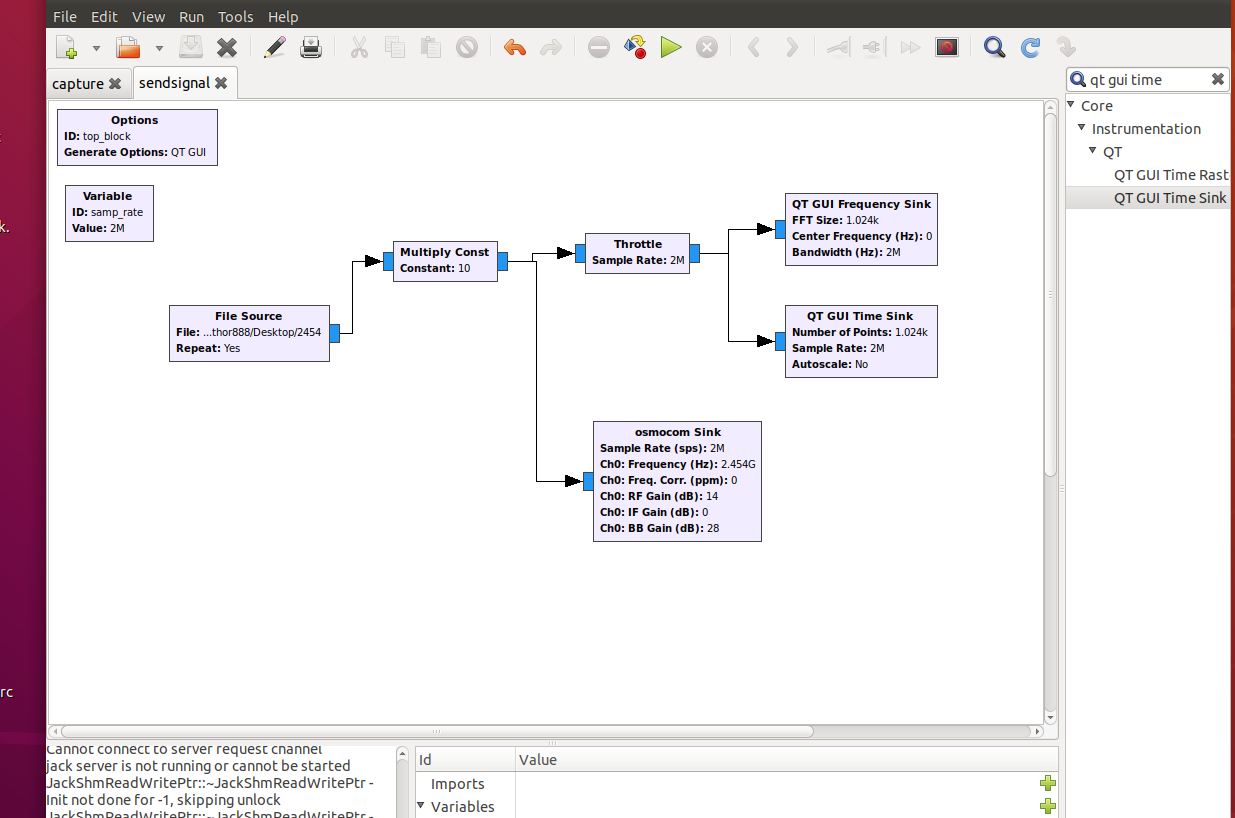 File Edit View Run Tools Help
capture
sendsignal
qt gui time
Core
Instrumentation
QT
QT GUI Time Rast
QT GUI Time Sink
Options
ID: top_block
Generate Options: QT GUI
Variable
ID: samp_rate
Value: 2M
File Source
File: ...thor888/Desktop/2454
Repeat: Yes
Multiply Const
Constant: 10
Throttle
Sample Rate: 2M
QT GUI Frequency Sink
FFT Size: 1.024k
Center Frequency (Hz): 0
Bandwidth (Hz): 2M
QT GUI Time Sink
Number of Points: 1.024k
Sample Rate: 2M
Autoscale: No
osmocom Sink
Sample Rate (sps): 2M
Ch0: Frequency (Hz): 2.454G
Ch0: Freq. Corr. (ppm): 0
Ch0: RF Gain (dB): 14
Ch0: IF Gain (dB): 0
Ch0: BB Gain (dB): 28
k.
rc
Cannot connect to server request channel
jack server is not running or cannot be started
JackShmReadWritePtr::~JackShmReadWritePtr -
Init not done for -1, skipping unlock
JackShmReadWritePtr::~JackShmReadWritePtr -
Id Value
Imports
Variables